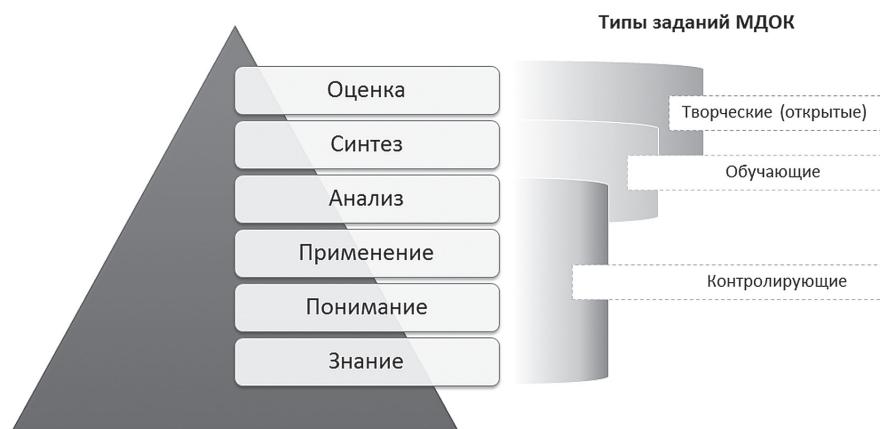 Типы заданий МДОК
Оценка
Синтез
Анализ
Применение
Понимание
Знание
Творческие (открытые)
Обучающие
Контролирующие